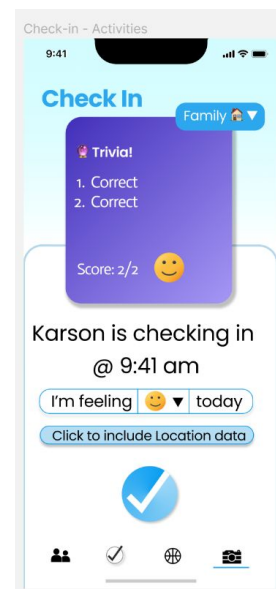 Check-in - Activities
9:41
Check In
Family 🏠▼
🔮 Trivia!
1. Correct
2. Correct
Score: 2/2 🙂
Karson is checking in
@ 9:41 am
I'm feeling 🙂 ▼ today
Click to include Location data